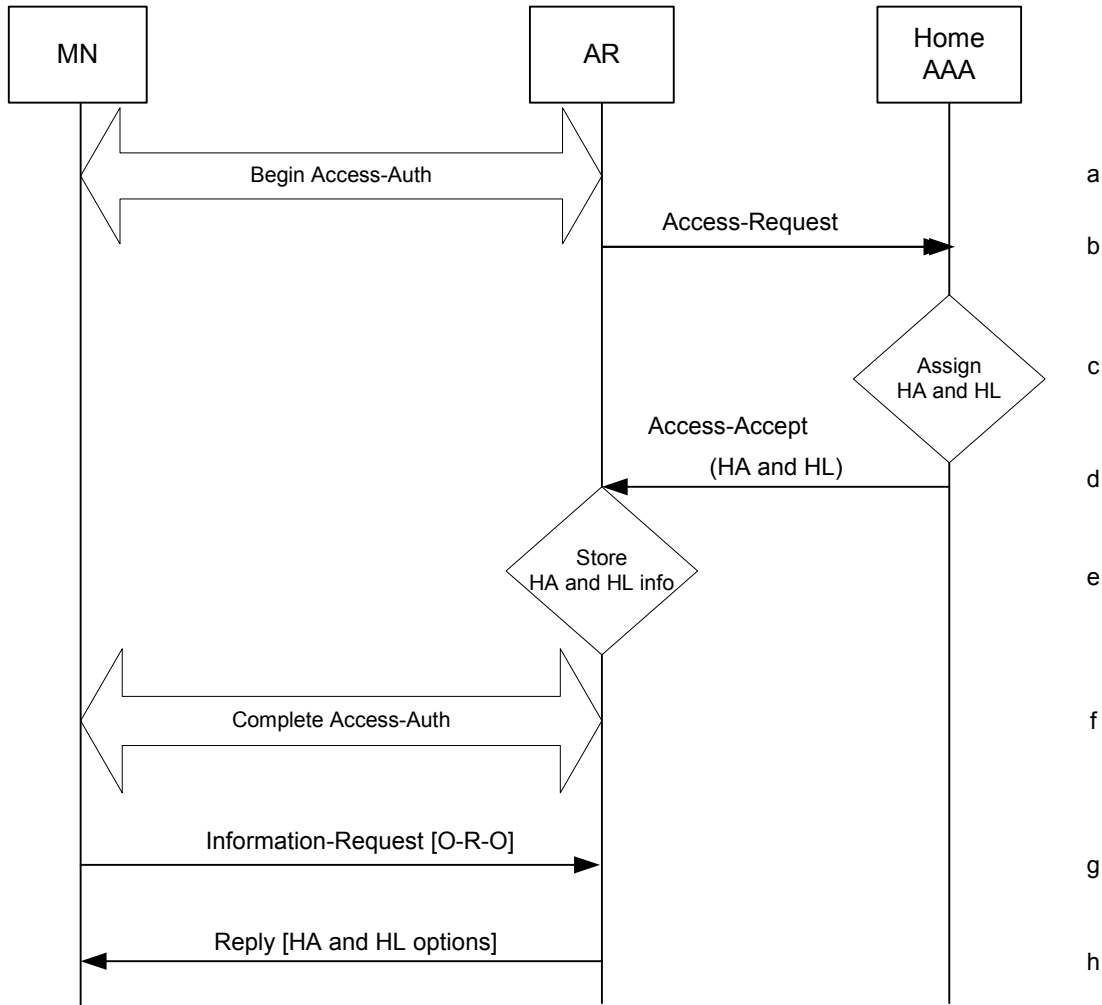 MN
AR
Home
AAA
Begin Access-Auth
a
Access-Request
b
Assign
HA and HL
c
Access-Accept
(HA and HL)
d
Store
HA and HL info
e
Complete Access-Auth
f
Information-Request [O-R-O]
g
Reply [HA and HL options]
h